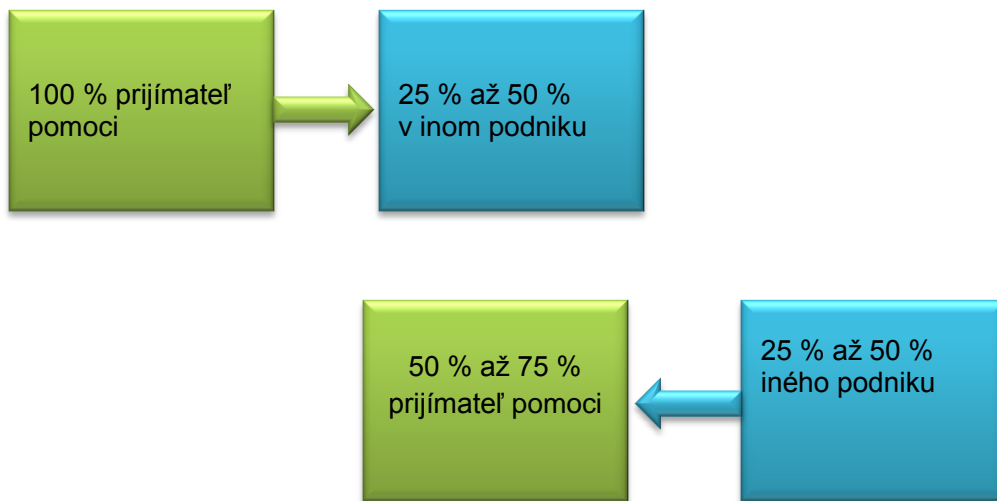 100 % prijímateľ
pomoci
25 % až 50 %
v inom podniku
50 % až 75 %
prijímateľ pomoci
25 % až 50 %
iného podniku